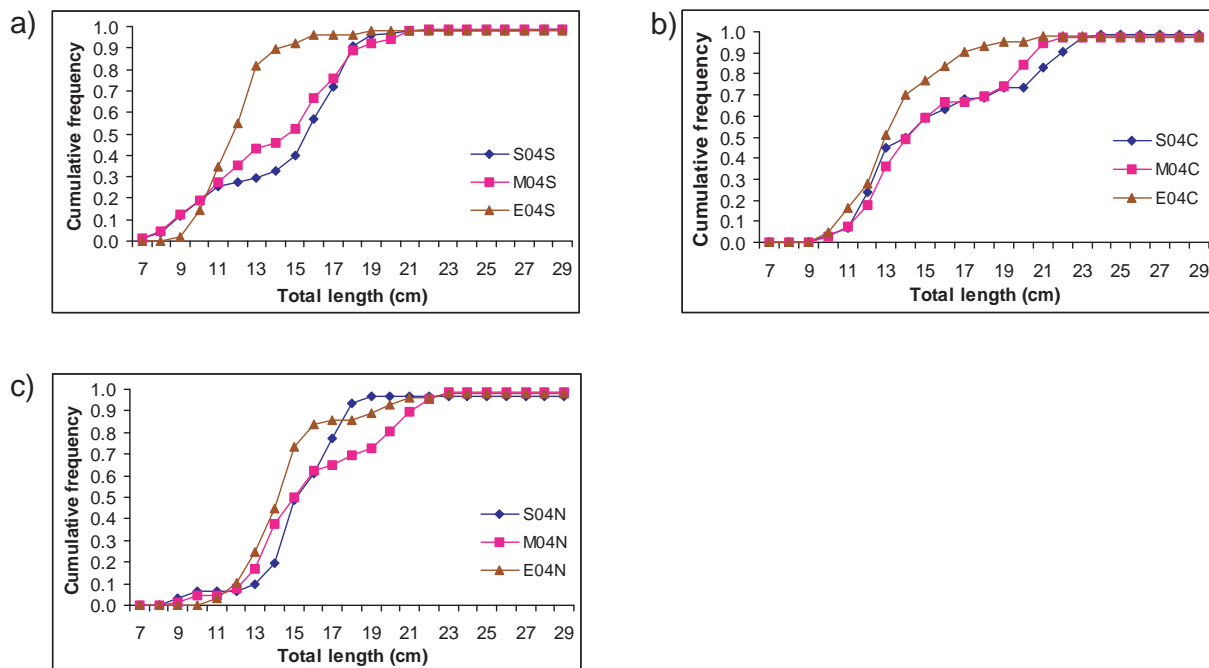 a)
Cumulative frequency
1.0
0.9
0.8
0.7
0.6
0.5
0.4
0.3
0.2
0.1
0.0
S04S
M04S
E04S
7 9 11 13 15 17 19 21 23 25 27 29
Total length (cm)
b)
Cumulative frequency
1.0
0.9
0.8
0.7
0.6
0.5
0.4
0.3
0.2
0.1
0.0
S04C
M04C
E04C
7 9 11 13 15 17 19 21 23 25 27 29
Total length (cm)
c)
Cumulative frequency
1.0
0.9
0.8
0.7
0.6
0.5
0.4
0.3
0.2
0.1
0.0
S04N
M04N
E04N
7 9 11 13 15 17 19 21 23 25 27 29
Total length (cm)